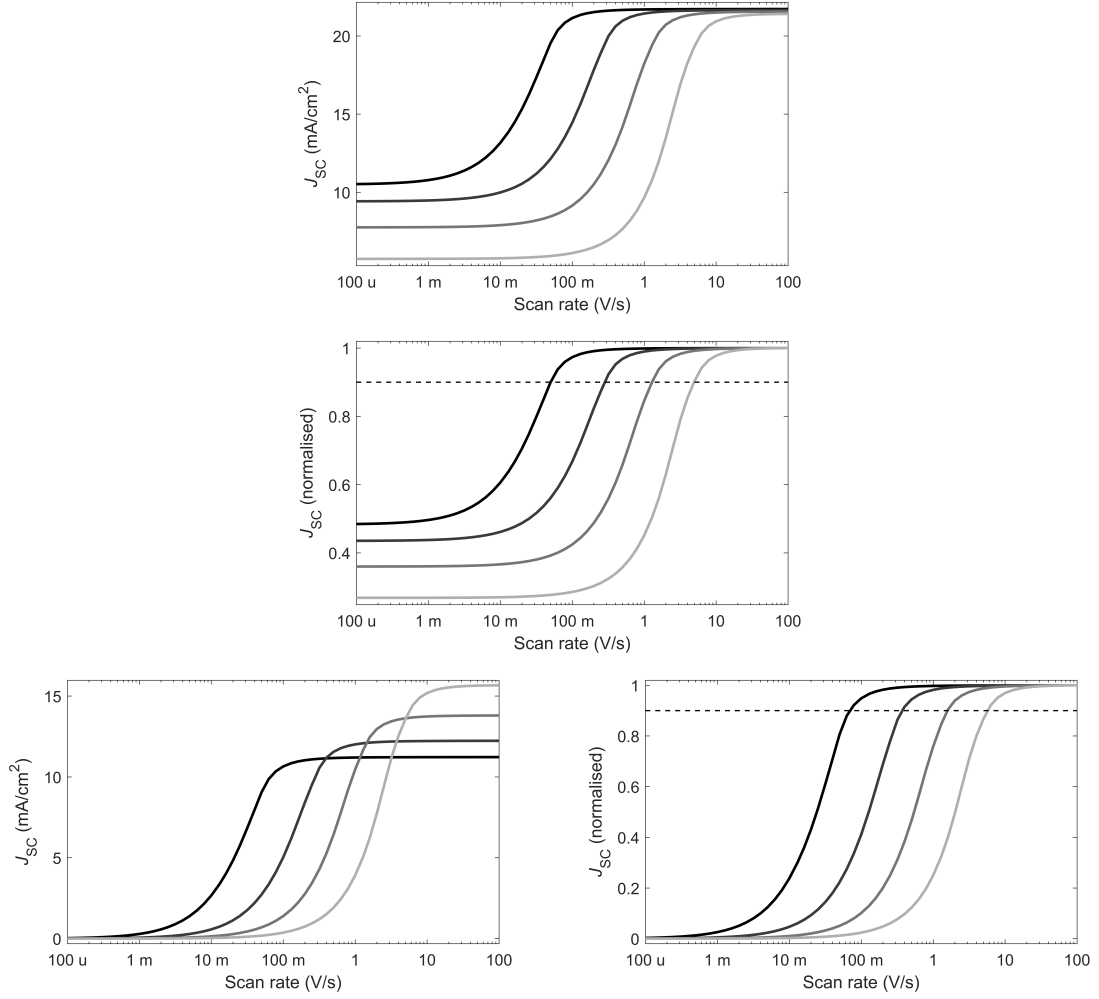 20
15
10
J_SC (mA/cm²)
100 u 1 m 10 m 100 m 1 10 100
Scan rate (V/s)
1
0.8
0.6
0.4
J_SC (normalised)
100 u 1 m 10 m 100 m 1 10 100
Scan rate (V/s)
15
10
5
0
J_SC (mA/cm²)
100 u 1 m 10 m 100 m 1 10 100
Scan rate (V/s)
1
0.8
0.6
0.4
0.2
0
J_SC (normalised)
100 u 1 m 10 m 100 m 1 10 100
Scan rate (V/s)